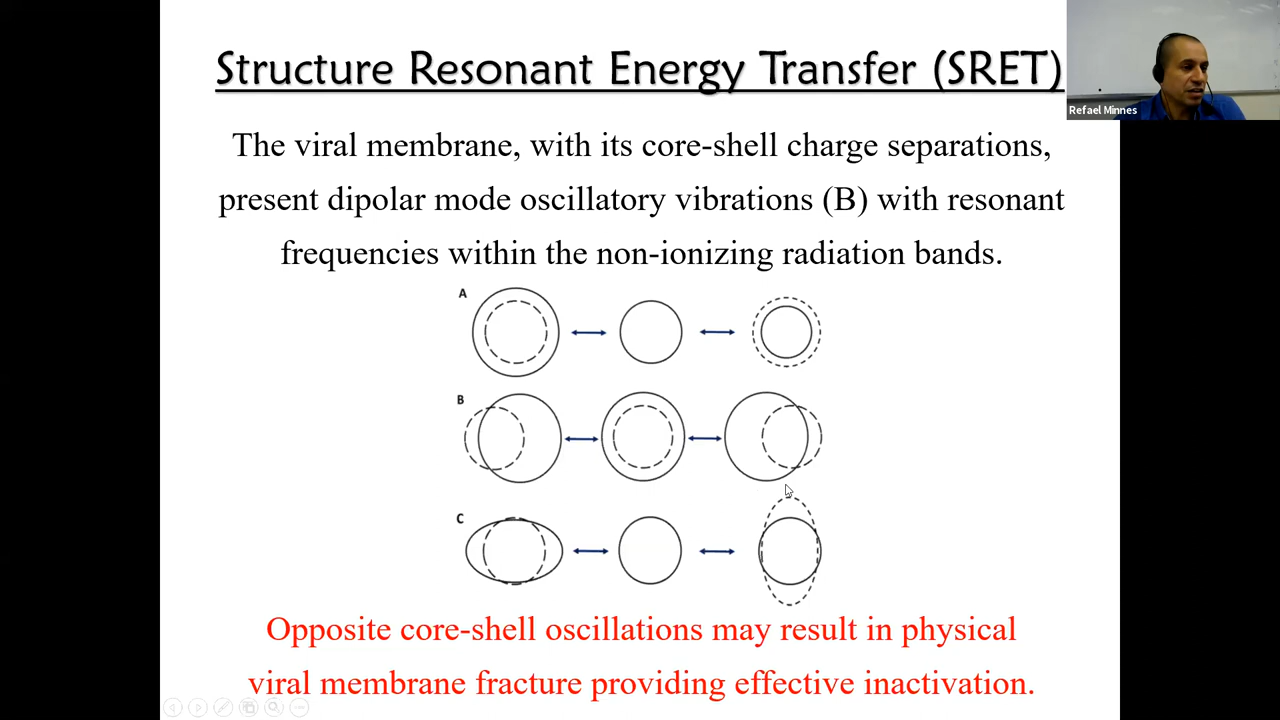 Structure Resonant Energy Transfer (SRET)
Refael Minnes
The viral membrane, with its core-shell charge separations,
present dipolar mode oscillatory vibrations (B) with resonant
frequencies within the non-ionizing radiation bands.
A
B
C
Opposite core-shell oscillations may result in physical
viral membrane fracture providing effective inactivation.